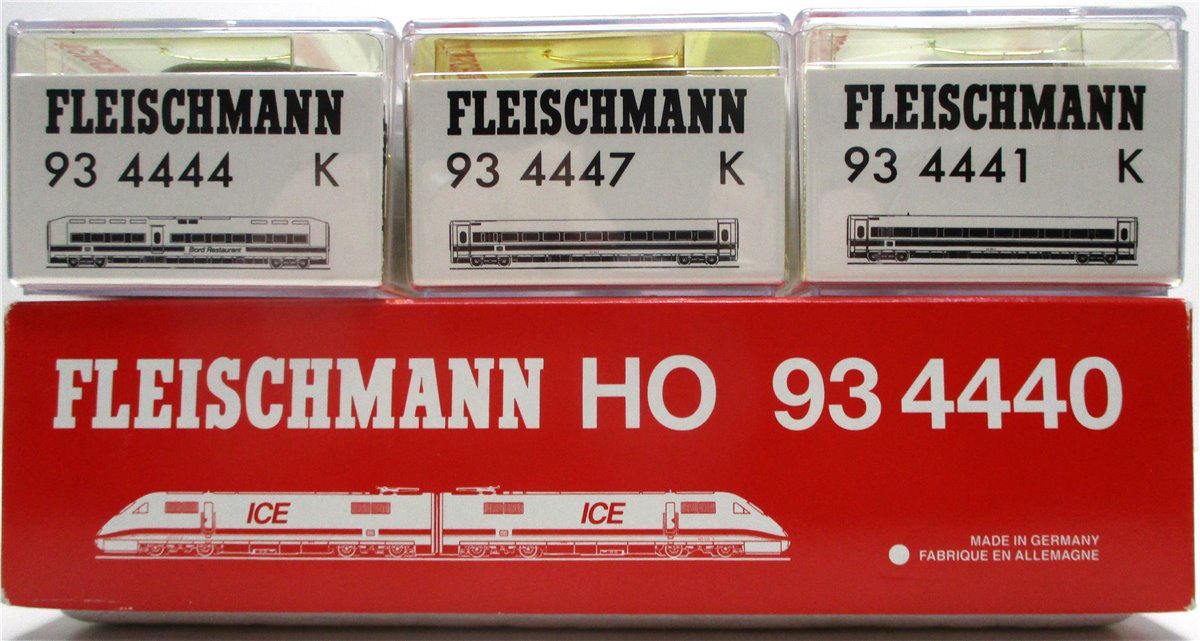 FLEISCHMANN
93 4444 K
Bord Restaurant
FLEISCHMANN
93 4447 K
FLEISCHMANN
93 4441 K
FLEISCHMANN HO 93 4440
ICE ICE
MADE IN GERMANY
FABRIQUE EN ALLEMAGNE